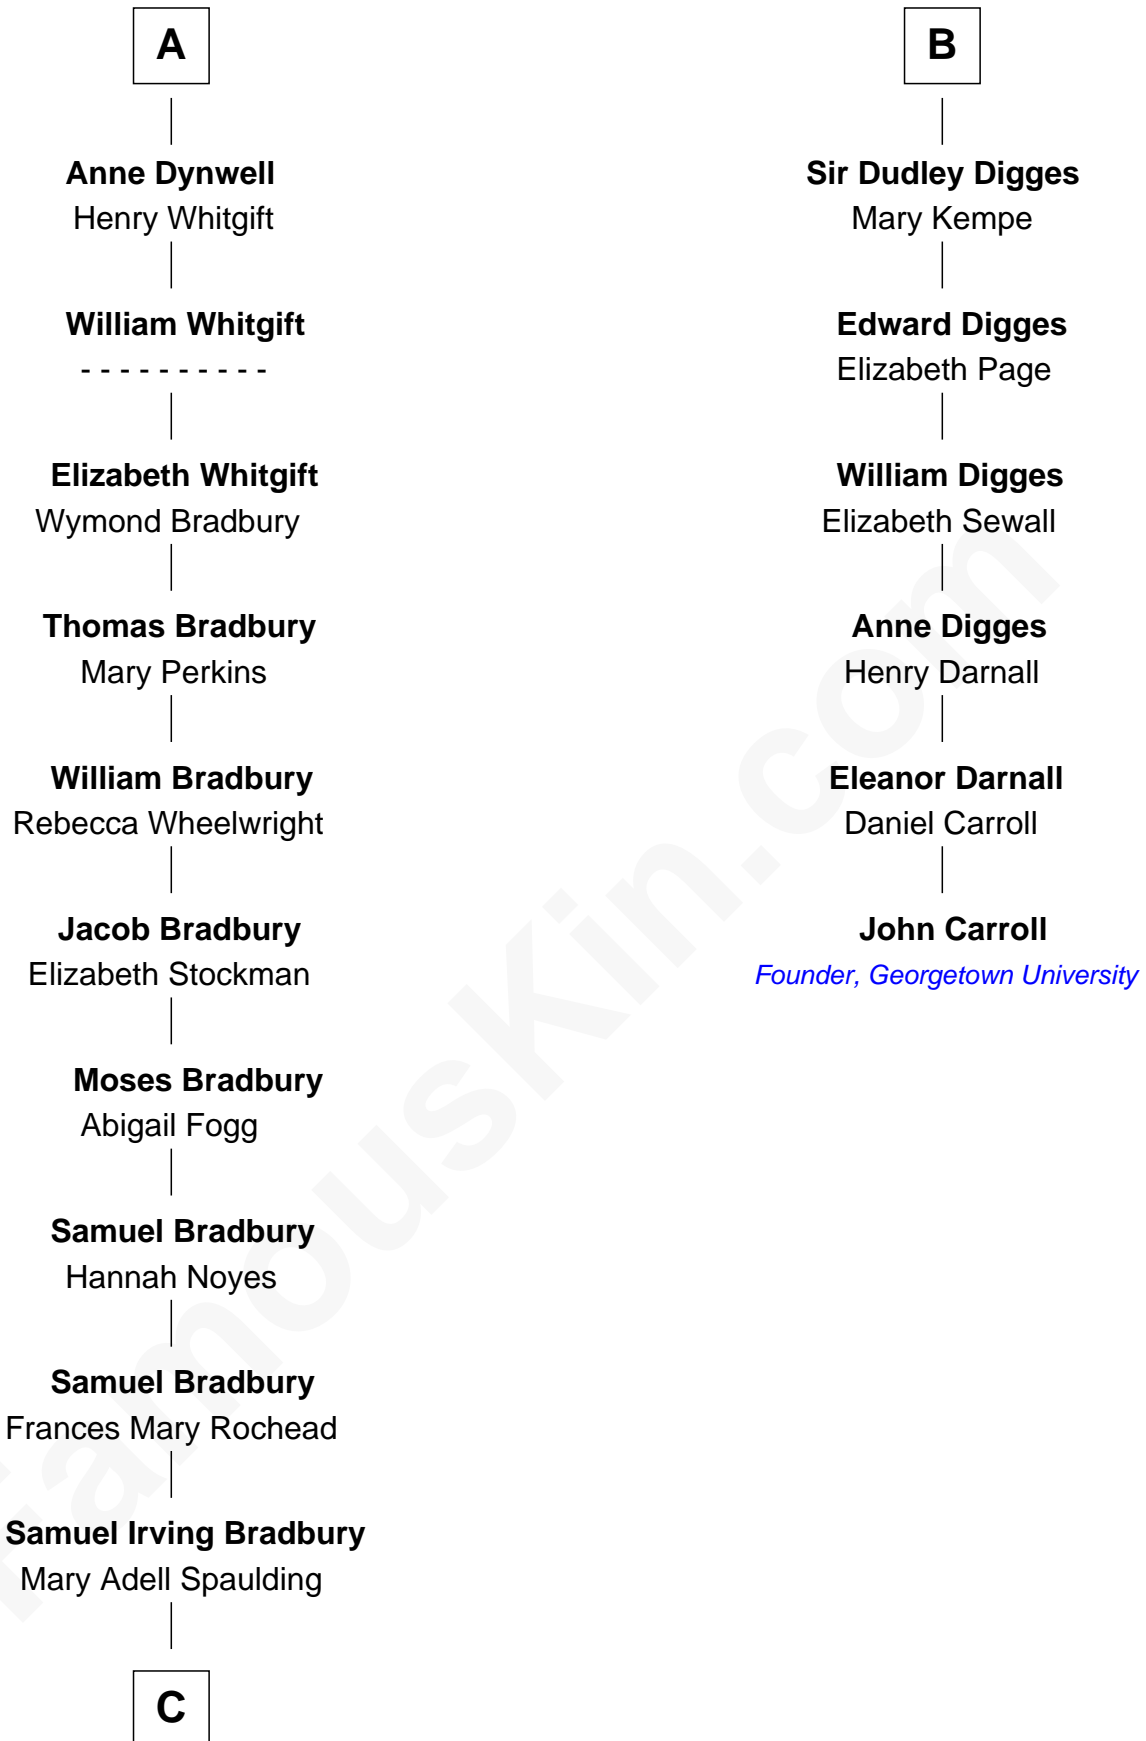 A
Anne Dynwell
Henry Whitgift
William Whitgift
- - - - - - - - - -
Elizabeth Whitgift
Wymond Bradbury
Thomas Bradbury
Mary Perkins
William Bradbury
Rebecca Wheelwright
Jacob Bradbury
Elizabeth Stockman
Moses Bradbury
Abigail Fogg
Samuel Bradbury
Hannah Noyes
Samuel Bradbury
Frances Mary Rochead
Samuel Irving Bradbury
Mary Adell Spaulding
C
B
Sir Dudley Digges
Mary Kempe
Edward Digges
Elizabeth Page
William Digges
Elizabeth Sewall
Anne Digges
Henry Darnall
Eleanor Darnall
Daniel Carroll
John Carroll
Founder, Georgetown University
FamousKin.com